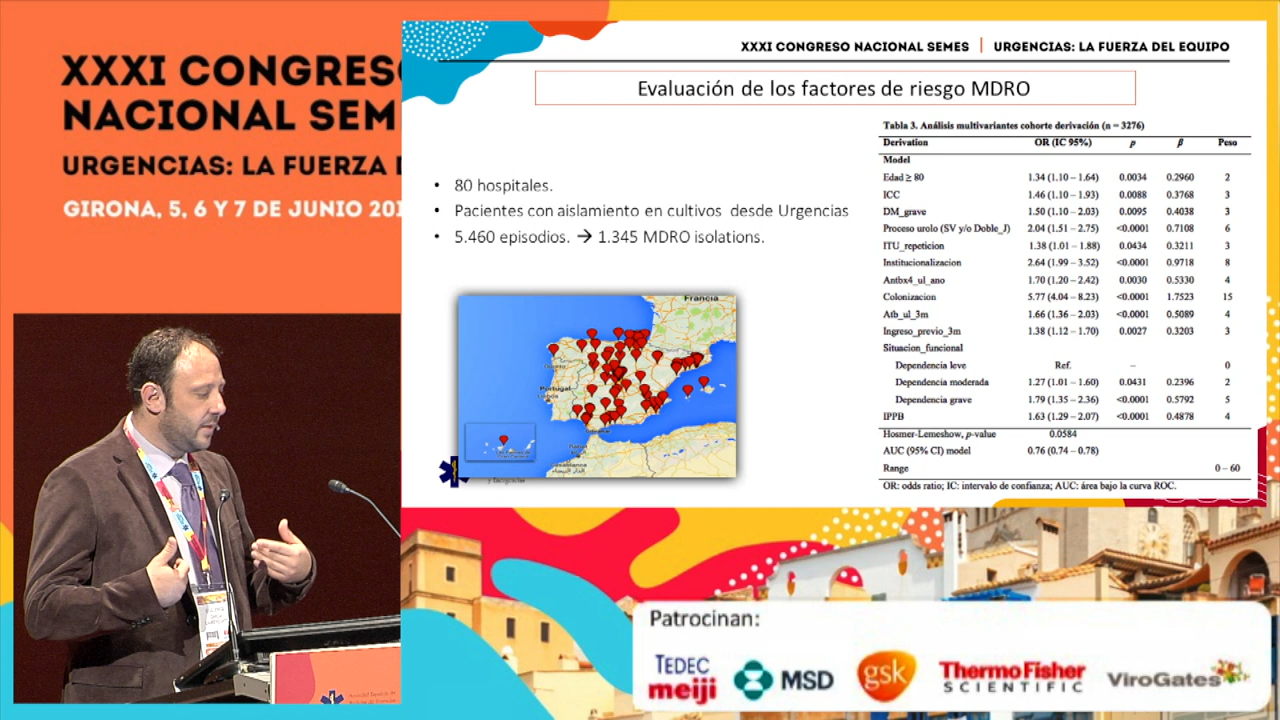 XXXI CONGRESO
NACIONAL SEM
URGENCIAS: LA FUERZA D
GIRONA, 5, 6 Y 7 DE JUNIO 201
XXXI CONGRESO NACIONAL SEMES | URGENCIAS: LA FUERZA DEL EQUIPO
Evaluación de los factores de riesgo MDRO
• 80 hospitales.
• Pacientes con aislamiento en cultivos desde Urgencias
• 5.460 episodios. → 1.345 MDRO isolations.
Francia
Portugal
Tabla 3. Análisis multivariantes cohorte derivación (n = 3276)
Derivation OR (IC 95%) p β Peso
Model
Edad ≥ 80 1.34 (1.10 – 1.64) 0.0034 0.2960 2
ICC 1.46 (1.10 – 1.93) 0.0088 0.3768 3
DM_grave 1.50 (1.10 – 2.03) 0.0095 0.4038 3
Proceso urolo (SV y/o Doble_J) 2.04 (1.51 – 2.75) <0.0001 0.7108 6
ITU_repeticion 1.38 (1.01 – 1.88) 0.0434 0.3211 3
Institucionalizacion 2.64 (1.99 – 3.52) <0.0001 0.9718 8
Antbx4_ul_ano 1.70 (1.20 – 2.42) 0.0030 0.5330 4
Colonizacion 5.77 (4.04 – 8.23) <0.0001 1.7523 15
Atb_ul_3m 1.66 (1.36 – 2.03) <0.0001 0.5089 4
Ingreso_previo_3m 1.38 (1.12 – 1.70) 0.0027 0.3203 3
Situacion_funcional
Dependencia leve Ref. – 0
Dependencia moderada 1.27 (1.01 – 1.60) 0.0431 0.2396 2
Dependencia grave 1.79 (1.35 – 2.36) <0.0001 0.5792 5
IPPB 1.63 (1.29 – 2.07) <0.0001 0.4878 4
Hosmer-Lemeshow, p-value 0.0584
AUC (95% CI) model 0.76 (0.74 – 0.78)
Range 0 – 60
OR: odds ratio; IC: intervalo de confianza; AUC: área bajo la curva ROC.
Patrocinan:
TEDEC
meiji
MSD
gsk
ThermoFisher
SCIENTIFIC
ViroGates